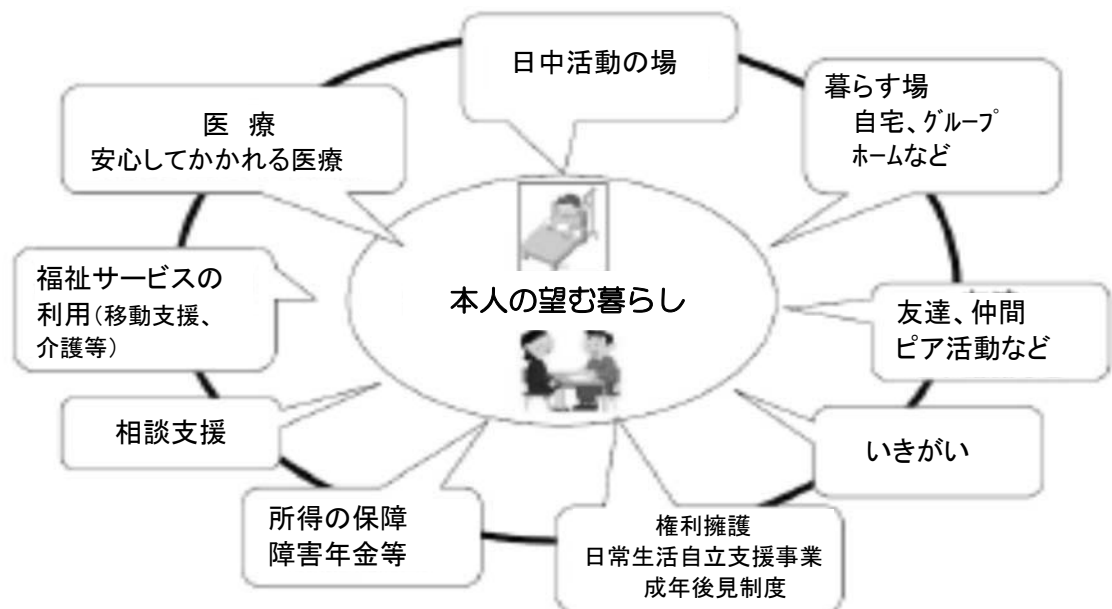 日中活動の場
暮らす場
自宅、グループ
ホームなど
医 療
安心してかかれる医療
福祉サービスの
利用(移動支援、
介護等)
本人の望む暮らし
友達、仲間
ピア活動など
相談支援
いきがい
所得の保障
障害年金等
権利擁護
日常生活自立支援事業
成年後見制度